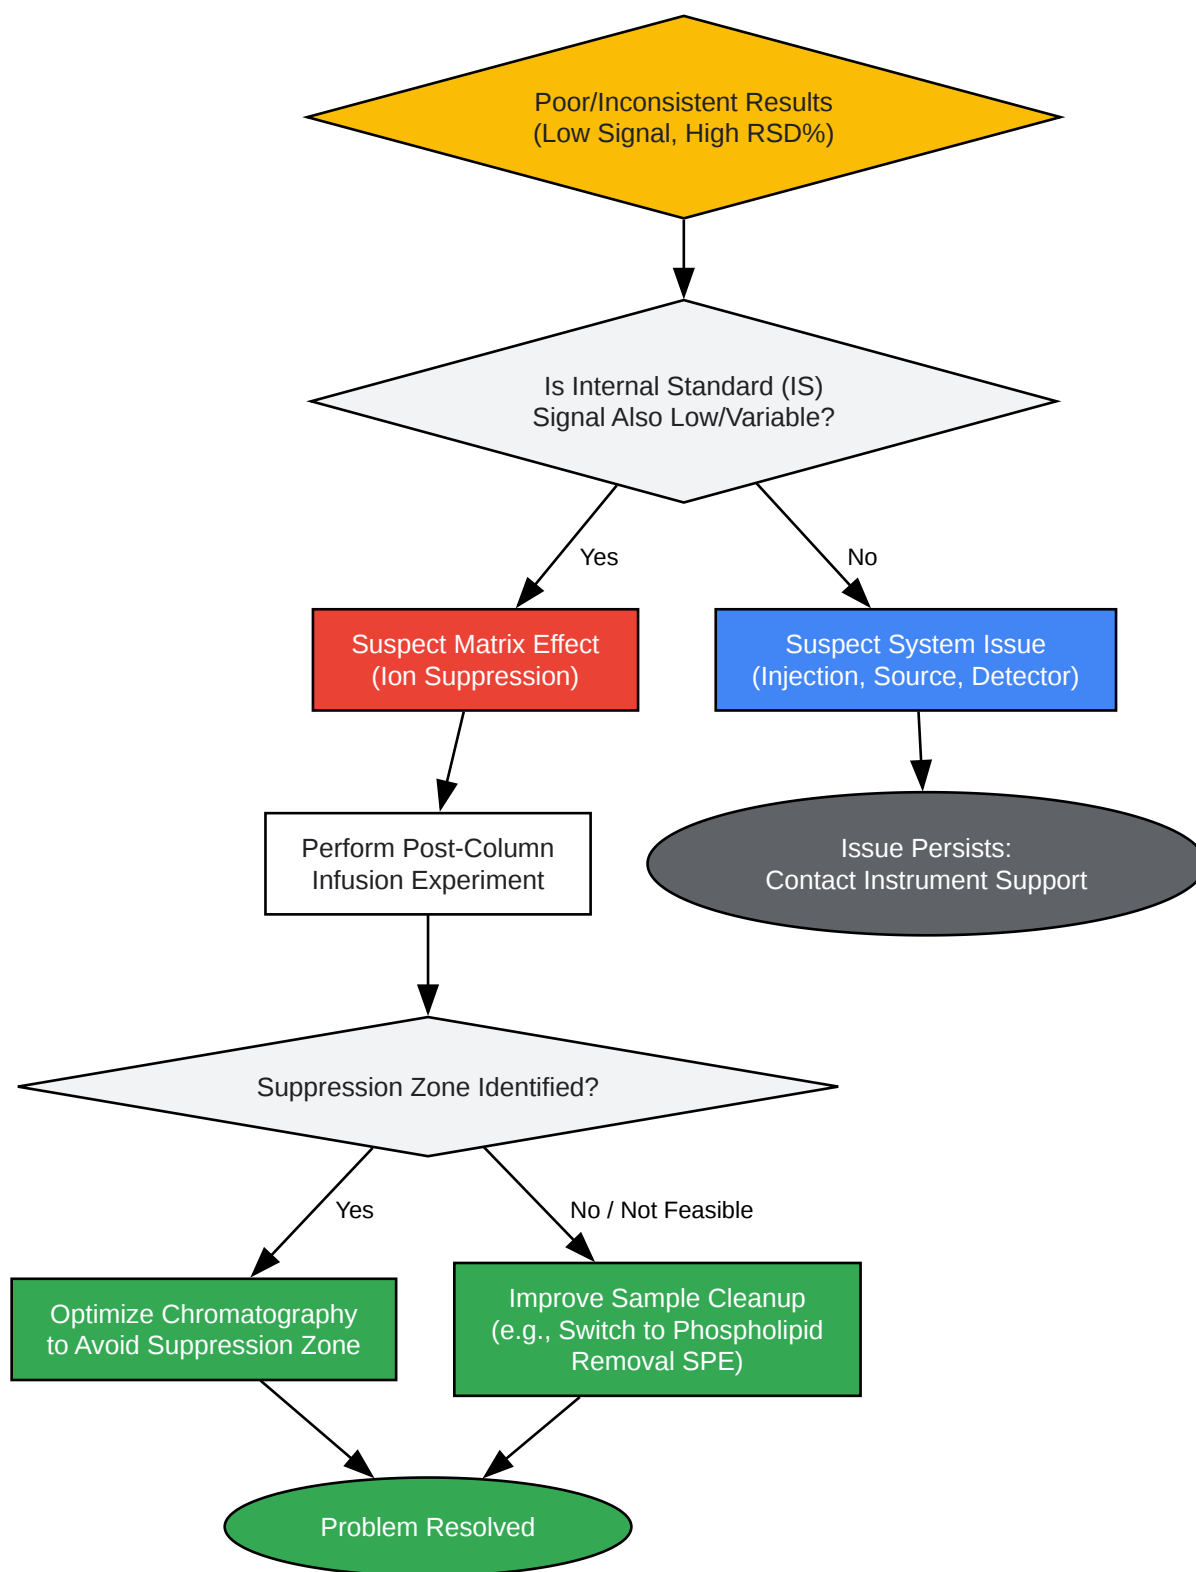 Poor/Inconsistent Results
(Low Signal, High RSD%)
Is Internal Standard (IS)
Signal Also Low/Variable?
Yes
No
Suspect Matrix Effect
(Ion Suppression)
Suspect System Issue
(Injection, Source, Detector)
Perform Post-Column
Infusion Experiment
Issue Persists:
Contact Instrument Support
Suppression Zone Identified?
Yes
No / Not Feasible
Optimize Chromatography
to Avoid Suppression Zone
Improve Sample Cleanup
(e.g., Switch to Phospholipid
Removal SPE)
Problem Resolved